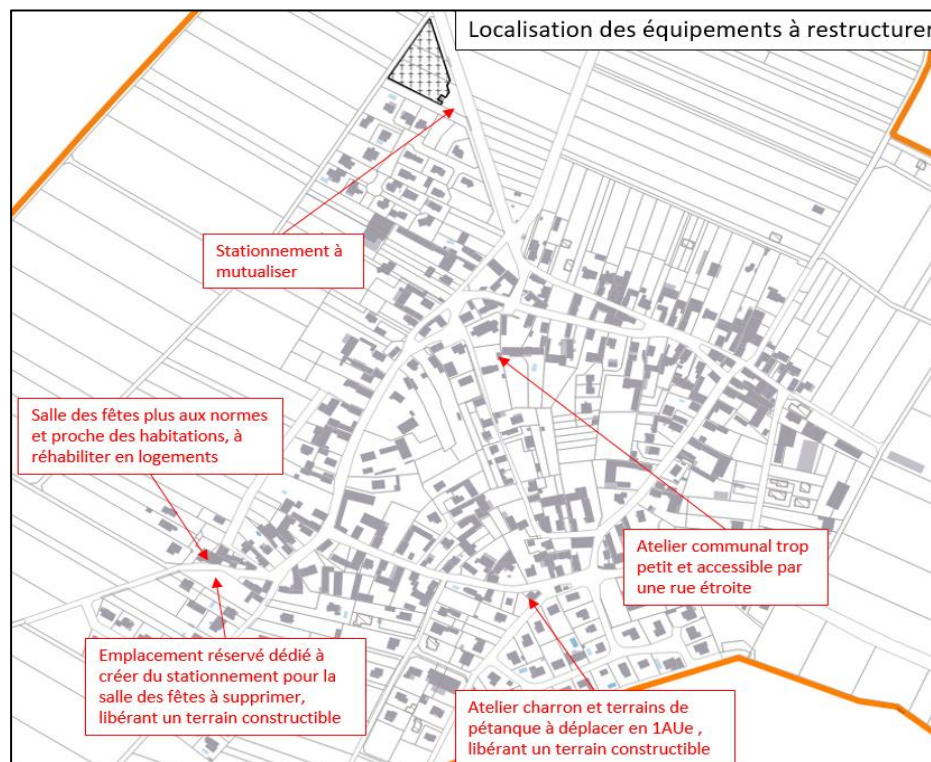 Localisation des équipements à restructurer
Stationnement à
mutualiser
Salle des fêtes plus aux normes
et proche des habitations, à
réhabiliter en logements
Atelier communal trop
petit et accessible par
une rue étroite
Emplacement réservé dédié à
créer du stationnement pour la
salle des fêtes à supprimer,
libérant un terrain constructible
Atelier charron et terrains de
pétanque à déplacer en 1AUe ,
libérant un terrain constructible